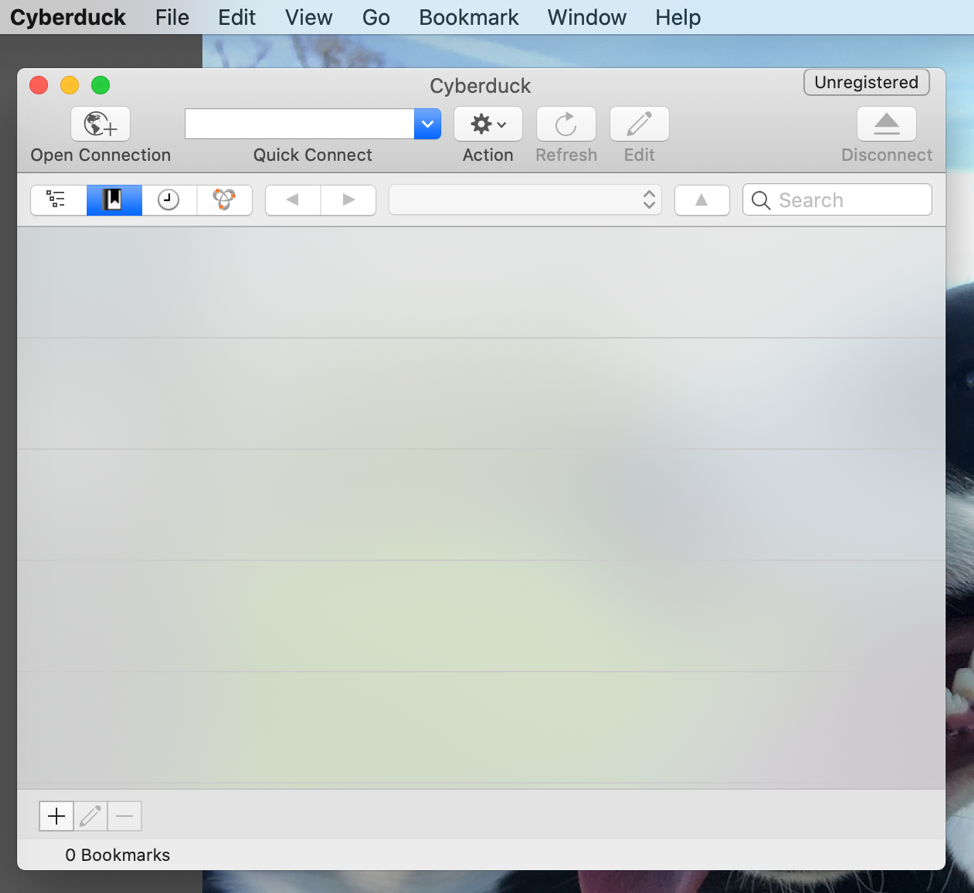 Cyberduck File Edit View Go Bookmark Window Help
Cyberduck
Unregistered
Open Connection Quick Connect Action Refresh Edit Disconnect
Search
0 Bookmarks